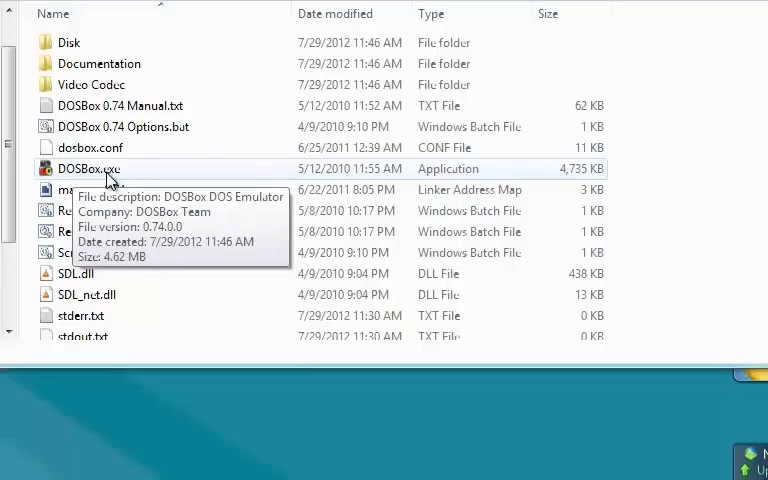 Name Date modified Type Size
Disk 7/29/2012 11:46 AM File folder
Documentation 7/29/2012 11:46 AM File folder
Video Codec 7/29/2012 11:46 AM File folder
DOSBox 0.74 Manual.txt 5/12/2010 11:52 AM TXT File 62 KB
DOSBox 0.74 Options.bat 4/9/2010 9:10 PM Windows Batch File 1 KB
dosbox.conf 6/25/2011 12:39 AM CONF File 11 KB
DOSBox.exe 5/12/2010 11:55 AM Application 4,735 KB
6/22/2011 8:05 PM Linker Address Map 3 KB
File description: DOSBox DOS Emulator
Company: DOSBox Team
File version: 0.74.0.0
Date created: 7/29/2012 11:46 AM
Size: 4.62 MB
5/8/2010 10:17 PM Windows Batch File 1 KB
5/8/2010 10:17 PM Windows Batch File 1 KB
4/9/2010 9:10 PM Windows Batch File 1 KB
SDL.dll 4/9/2010 9:04 PM DLL File 438 KB
SDL_net.dll 4/9/2010 9:04 PM DLL File 13 KB
stderr.txt 7/29/2012 11:30 AM TXT File 0 KB
stdout.txt 7/29/2012 11:30 AM TXT File 0 KB